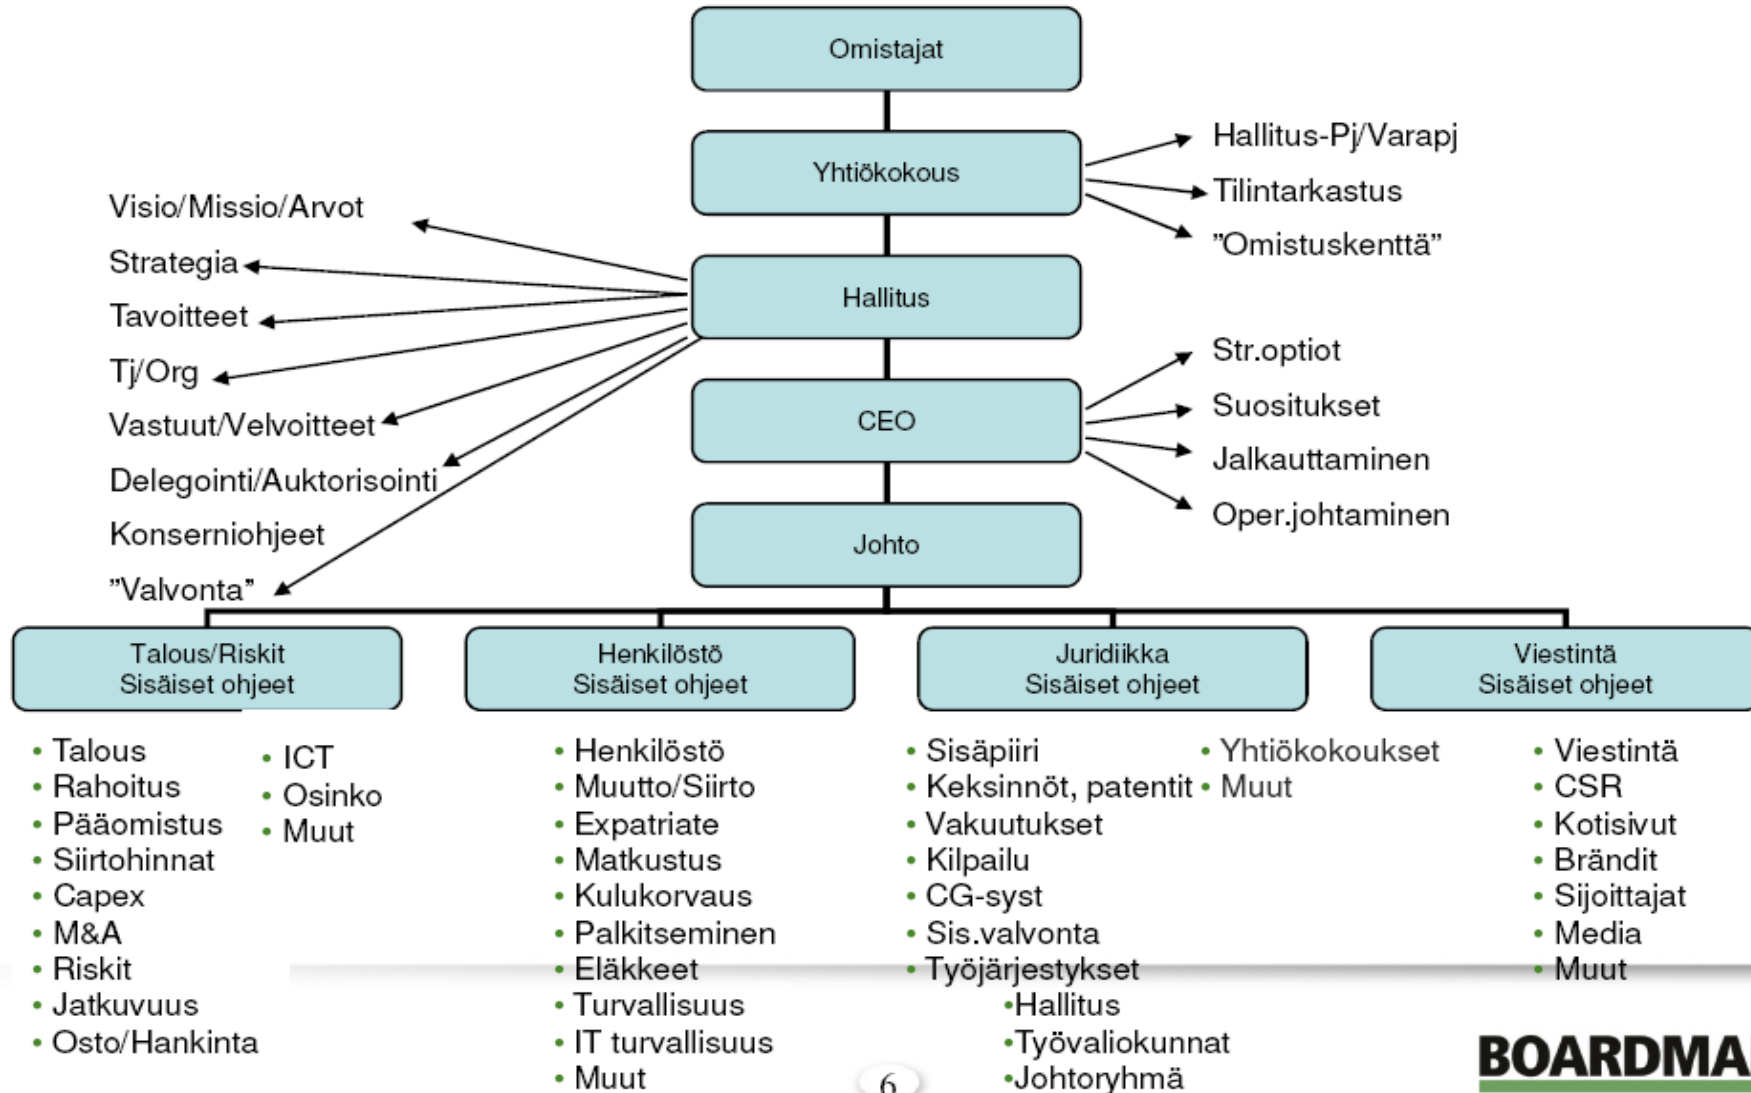 Omistajat
Yhtiökokous
Hallitus-Pj/Varapj
Tilintarkastus
”Omistuskenttä”
Hallitus
Visio/Missio/Arvot
Strategia
Tavoitteet
Tj/Org
Vastuut/Velvoitteet
Delegointi/Auktorisointi
Konserniohjeet
”Valvonta”
CEO
Str.optiot
Suositukset
Jalkauttaminen
Oper.johtaminen
Johto
Talous/Riskit
Sisäiset ohjeet
• Talous
• Rahoitus
• Pääomistus
• Siirtohinnat
• Capex
• M&A
• Riskit
• Jatkuvuus
• Osto/Hankinta
• ICT
• Osinko
• Muut
Henkilöstö
Sisäiset ohjeet
• Henkilöstö
• Muutto/Siirto
• Expatriate
• Matkustus
• Kulukorvaus
• Palkitseminen
• Eläkkeet
• Turvallisuus
• IT turvallisuus
• Muut
Juridiikka
Sisäiset ohjeet
• Sisäpiiri
• Keksinnöt, patentit
• Vakuutukset
• Kilpailu
• CG-syst
• Sis.valvonta
• Työjärjestykset
•Hallitus
•Työvaliokunnat
•Johtoryhmä
• Yhtiökokoukset
• Muut
Viestintä
Sisäiset ohjeet
• Viestintä
• CSR
• Kotisivut
• Brändit
• Sijoittajat
• Media
• Muut
6
BOARDMA